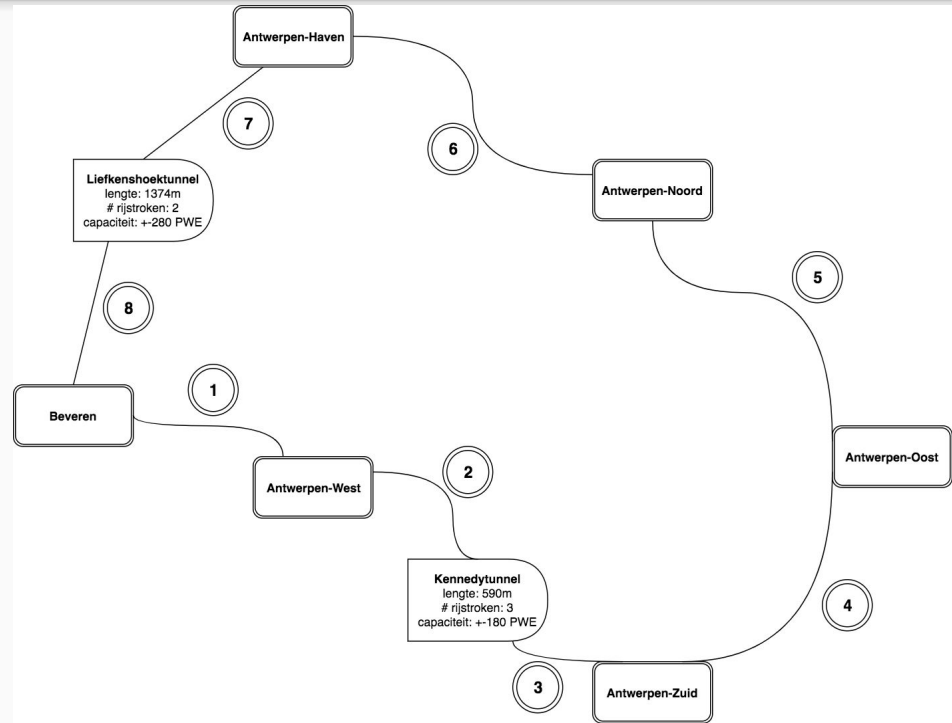 Antwerpen-Haven
7
6
Liefkenshoektunnel
lengte: 1374m
# rijstroken: 2
capaciteit: +-280 PWE
Antwerpen-Noord
5
8
1
Beveren
Antwerpen-West
2
Antwerpen-Oost
Kennedytunnel
lengte: 590m
# rijstroken: 3
capaciteit: +-180 PWE
4
3
Antwerpen-Zuid